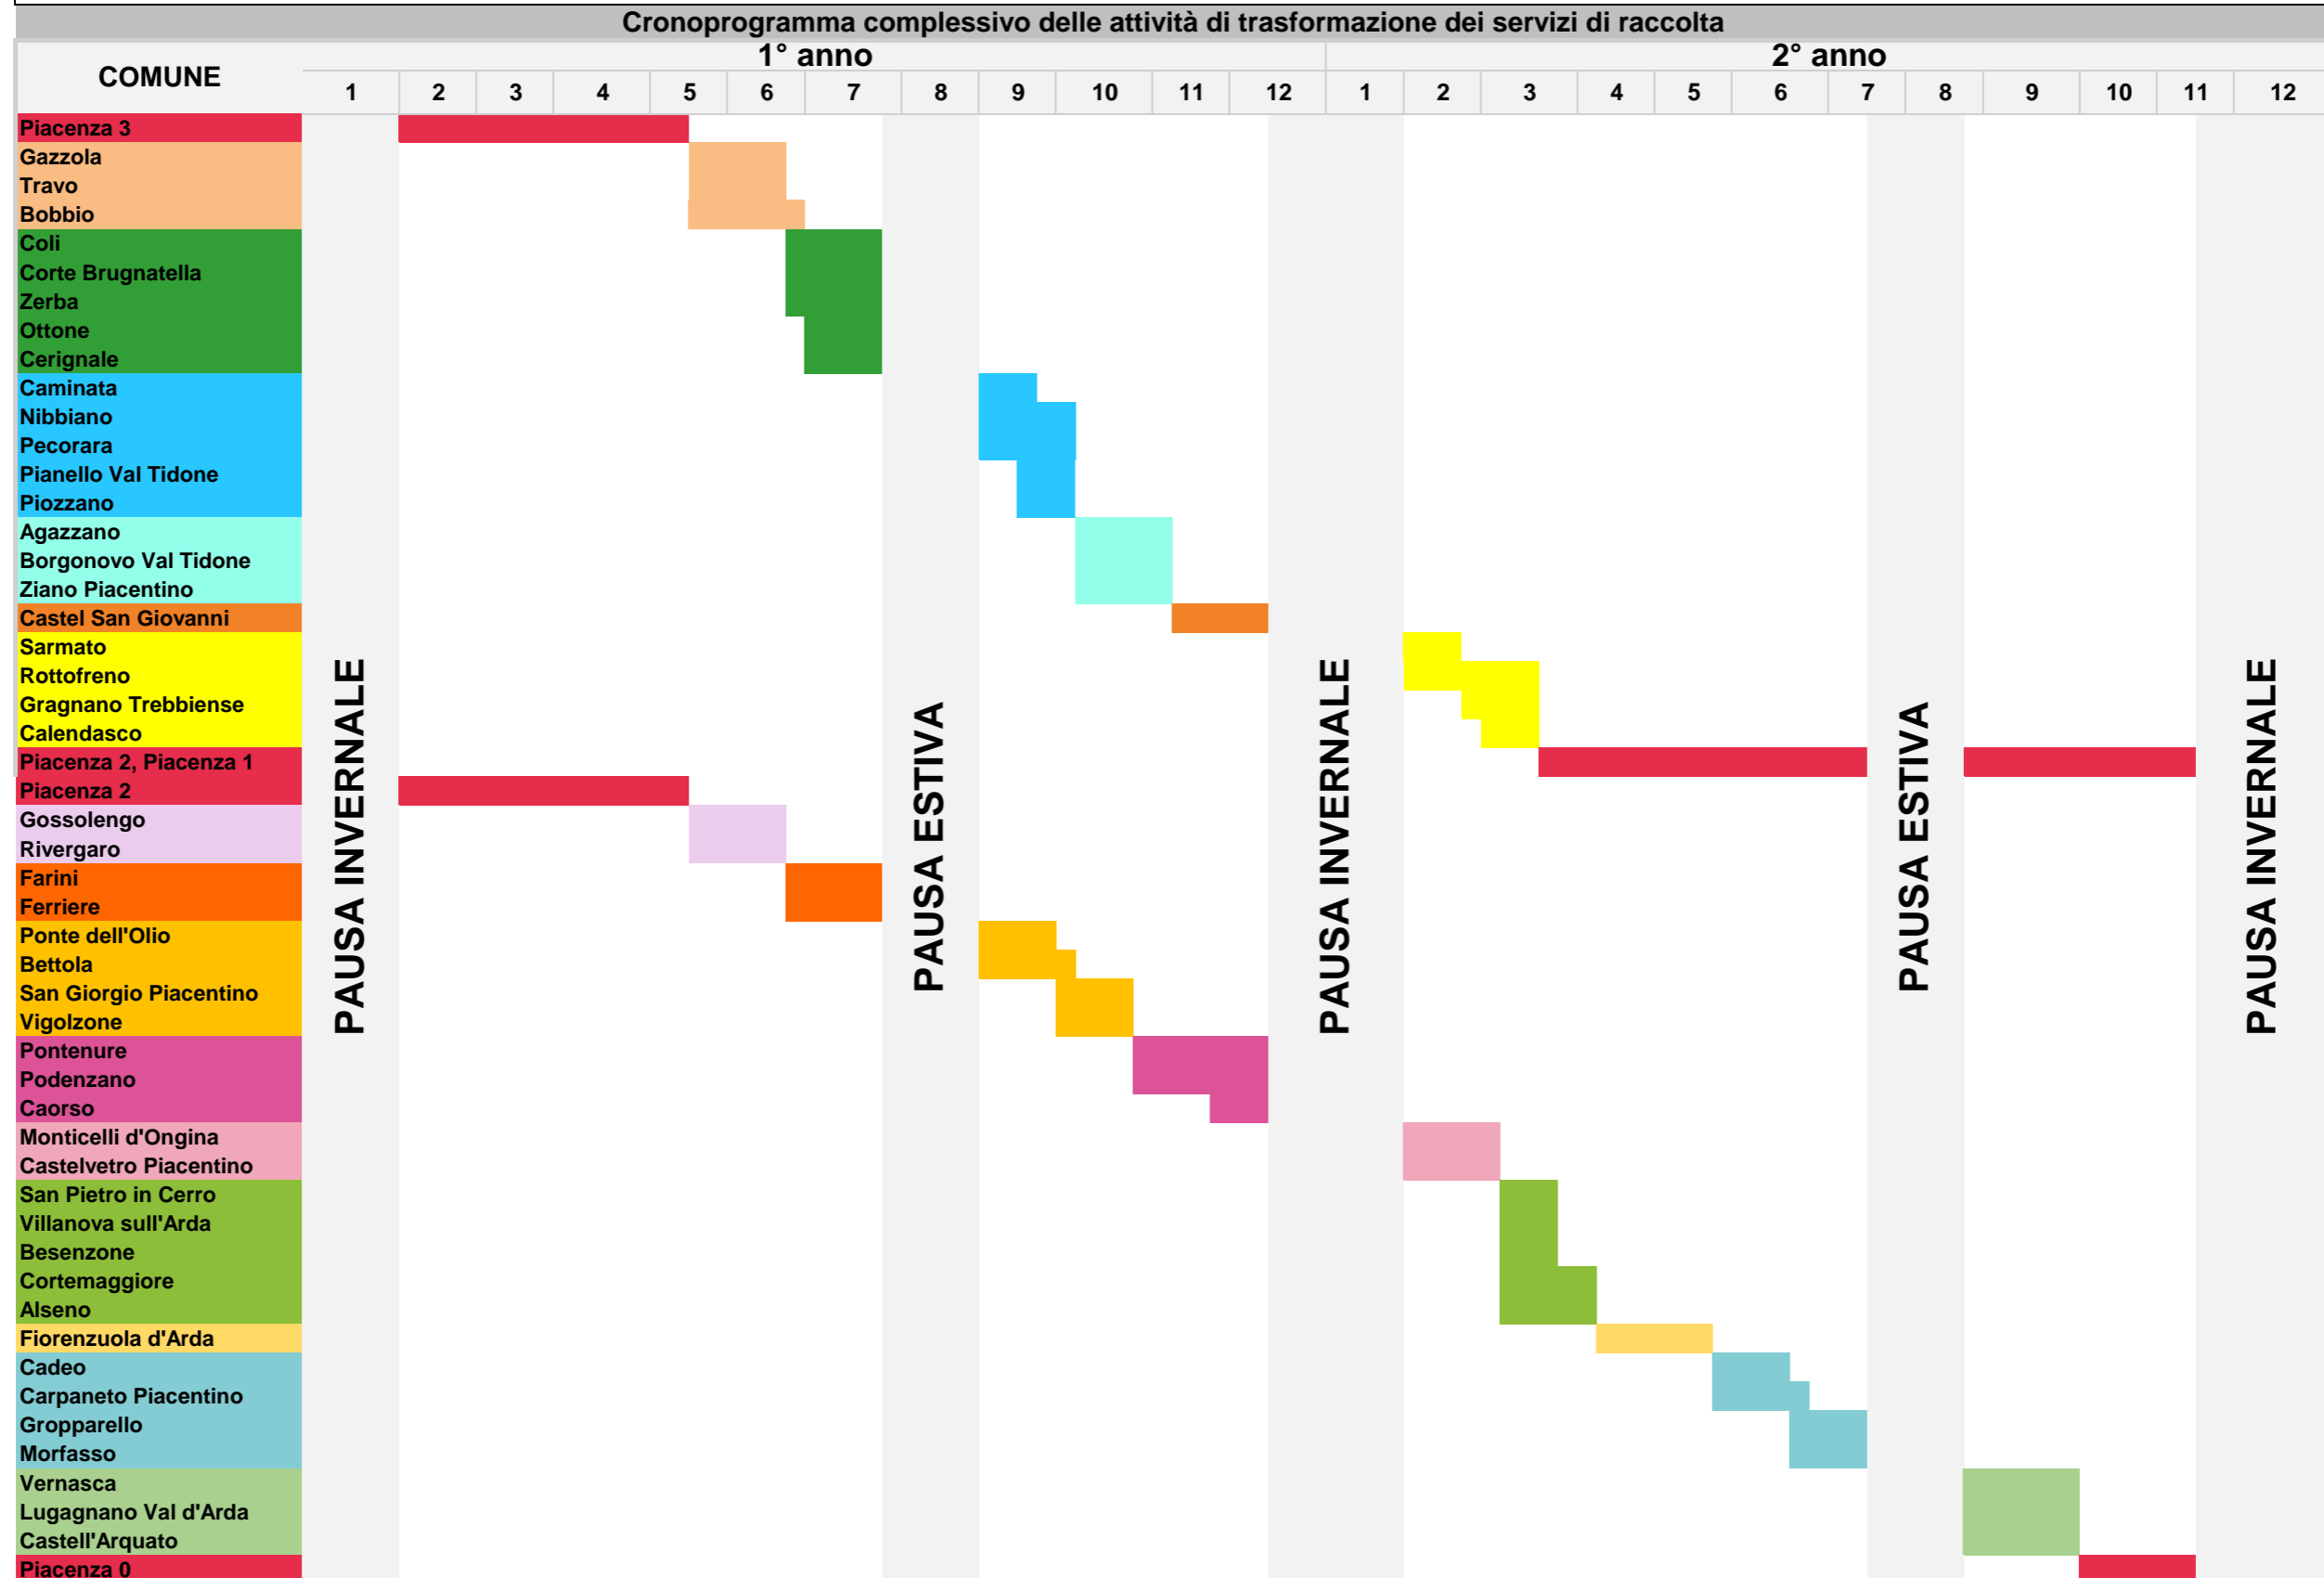 Cronoprogramma complessivo delle attività di trasformazione dei servizi di raccolta
COMUNE
1° anno
2° anno
1 2 3 4 5 6 7 8 9 10 11 12 1 2 3 4 5 6 7 8 9 10 11 12
Piacenza 3
Gazzola
Travo
Bobbio
Coli
Corte Brugnatella
Zerba
Ottone
Cerignale
Caminata
Nibbiano
Pecorara
Pianello Val Tidone
Piozzano
Agazzano
Borgonovo Val Tidone
Ziano Piacentino
Castel San Giovanni
Sarmato
Rottofreno
Gragnano Trebbiense
Calendasco
Piacenza 2, Piacenza 1
Piacenza 2
Gossolengo
Rivergaro
Farini
Ferriere
Ponte dell'Olio
Bettola
San Giorgio Piacentino
Vigolzone
Pontenure
Podenzano
Caorso
Monticelli d'Ongina
Castelvetro Piacentino
San Pietro in Cerro
Villanova sull'Arda
Besenzone
Cortemaggiore
Alseno
Fiorenzuola d'Arda
Cadeo
Carpaneto Piacentino
Gropparello
Morfasso
Vernasca
Lugagnano Val d'Arda
Castell'Arquato
Piacenza 0
PAUSA INVERNALE
PAUSA ESTIVA
PAUSA INVERNALE
PAUSA ESTIVA
PAUSA INVERNALE